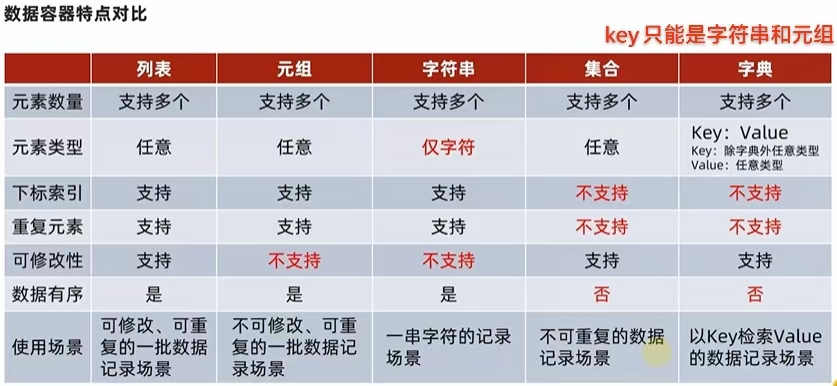 数据容器特点对比
key只能是字符串和元组
列表 元组 字符串 集合 字典
元素数量 支持多个 支持多个 支持多个 支持多个 支持多个
元素类型 任意 任意 仅字符 任意 Key：Value
Key：除字典外任意类型
Value：任意类型
下标索引 支持 支持 支持 不支持 不支持
重复元素 支持 支持 支持 不支持 不支持
可修改性 支持 不支持 不支持 支持 支持
数据有序 是 是 是 否 否
使用场景 可修改、可重复的一批数据记录场景 不可修改、可重复的一批数据记录场景 一串字符的记录场景 不可重复的数据记录场景 以Key检索Value的数据记录场景